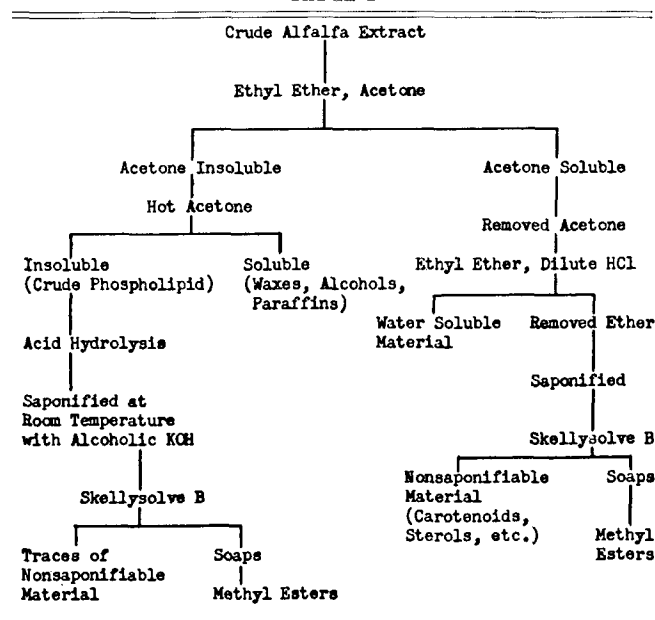 Crude Alfalfa Extract
Ethyl Ether, Acetone
Acetone Insoluble
Acetone Soluble
Hot Acetone
Removed Acetone
Insoluble
(Crude Phospholipid)
Soluble
(Waxes, Alcohols,
Paraffins)
Ethyl Ether, Dilute HCl
Water Soluble
Material
Removed Ether
Acid Hydrolysis
Saponified
Saponified at
Room Temperature
with Alcoholic KOH
Skellysolve B
Nonsaponifiable
Material
(Carotenoids,
Sterols, etc.)
Soaps
Methyl
Esters
Skellysolve B
Traces of
Nonsaponifiable
Material
Soaps
Methyl Esters